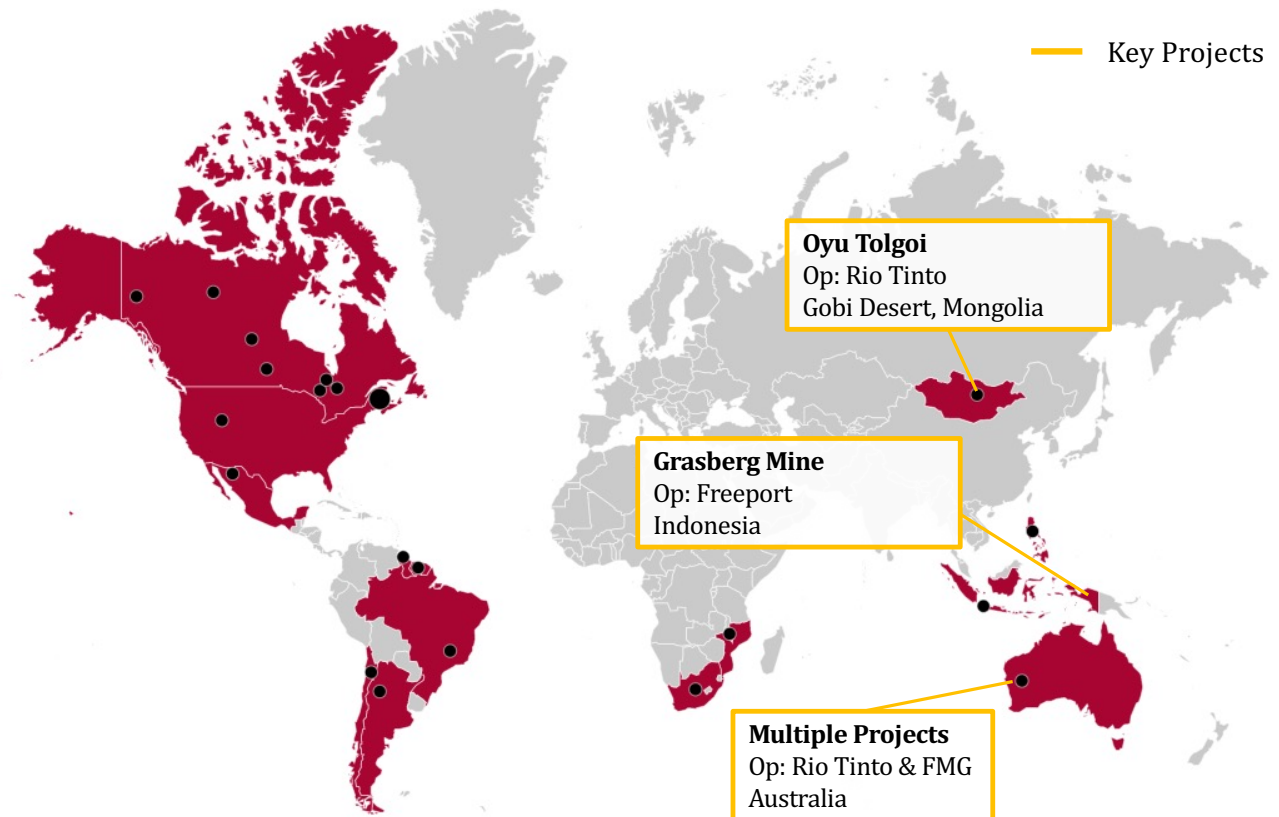 Key Projects
Oyu Tolgoi
Op: Rio Tinto
Gobi Desert, Mongolia
Grasberg Mine
Op: Freeport
Indonesia
Multiple Projects
Op: Rio Tinto & FMG
Australia